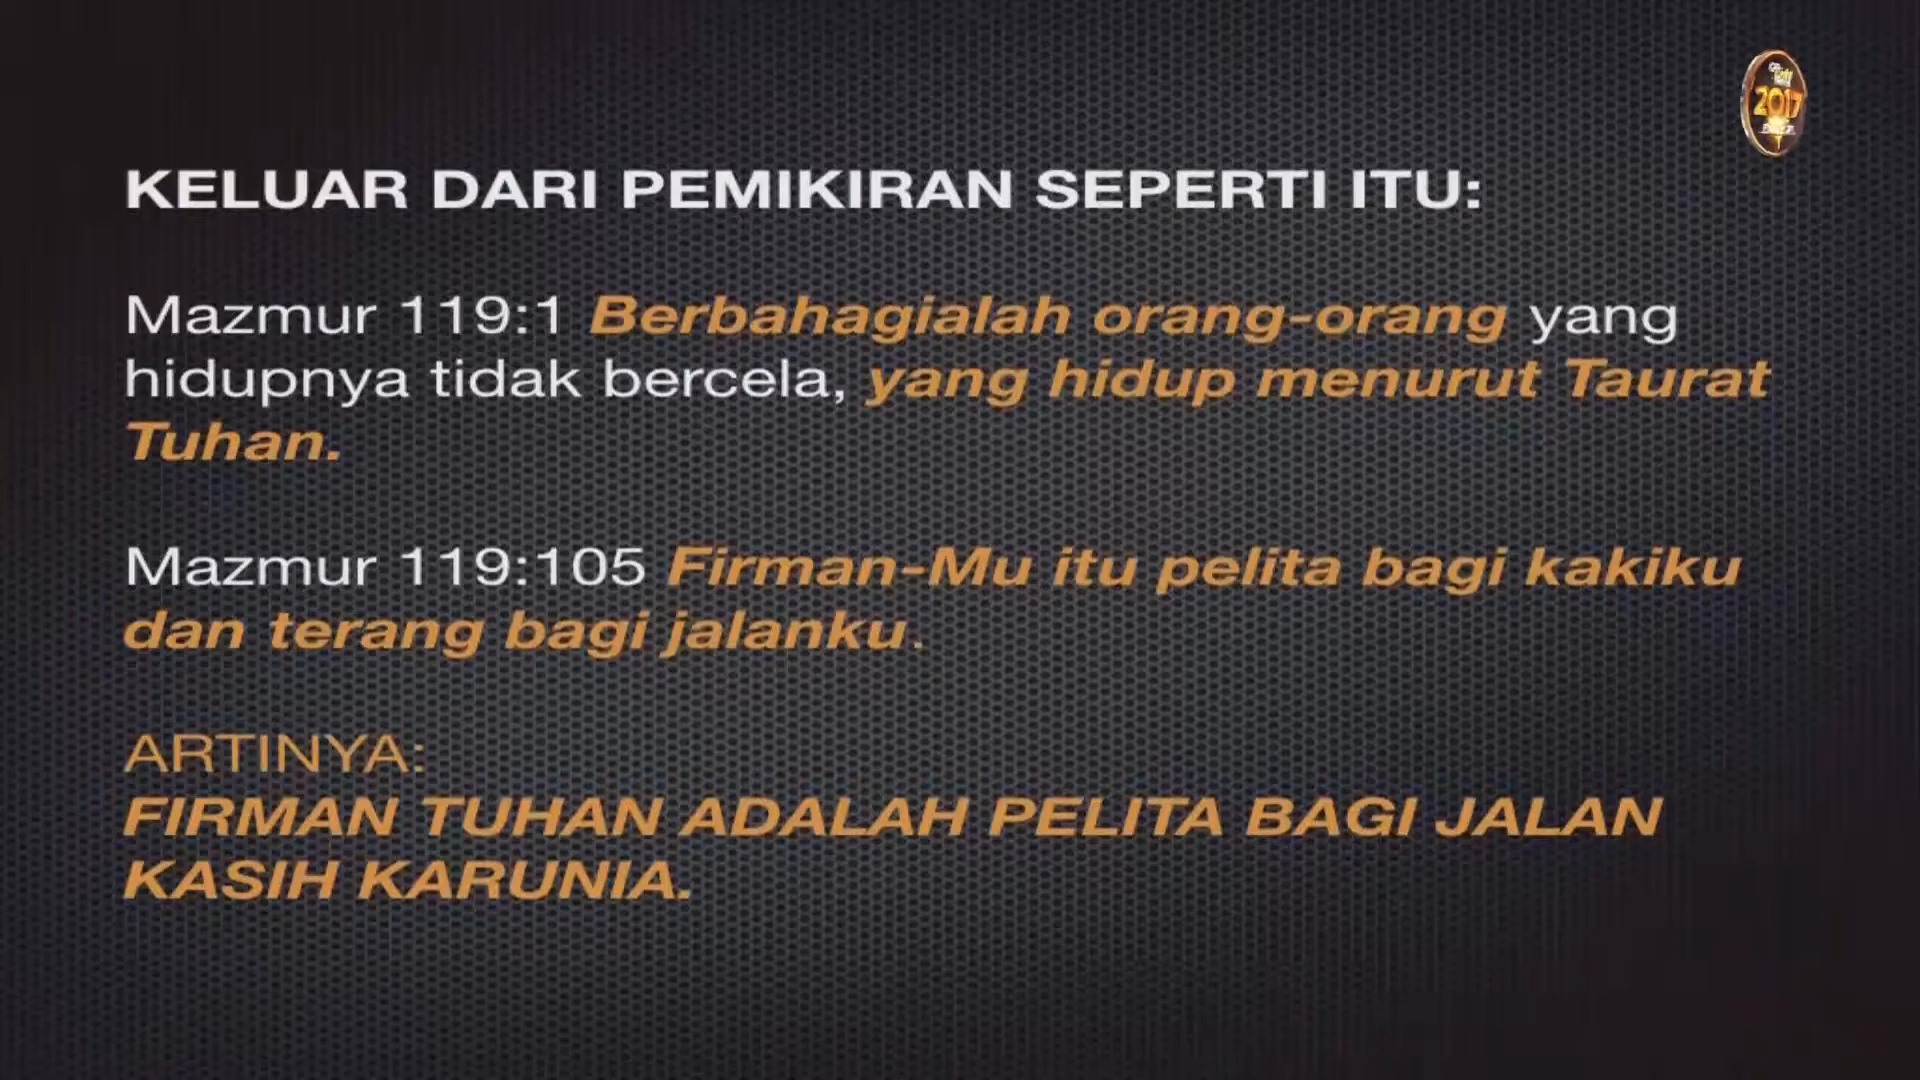 2017
KELUAR DARI PEMIKIRAN SEPERTI ITU:
Mazmur 119:1 Berbahagialah orang-orang yang
hidupnya tidak bercela, yang hidup menurut Taurat
Tuhan.
Mazmur 119:105 Firman-Mu itu pelita bagi kakiku
dan terang bagi jalanku.
ARTINYA:
FIRMAN TUHAN ADALAH PELITA BAGI JALAN
KASIH KARUNIA.